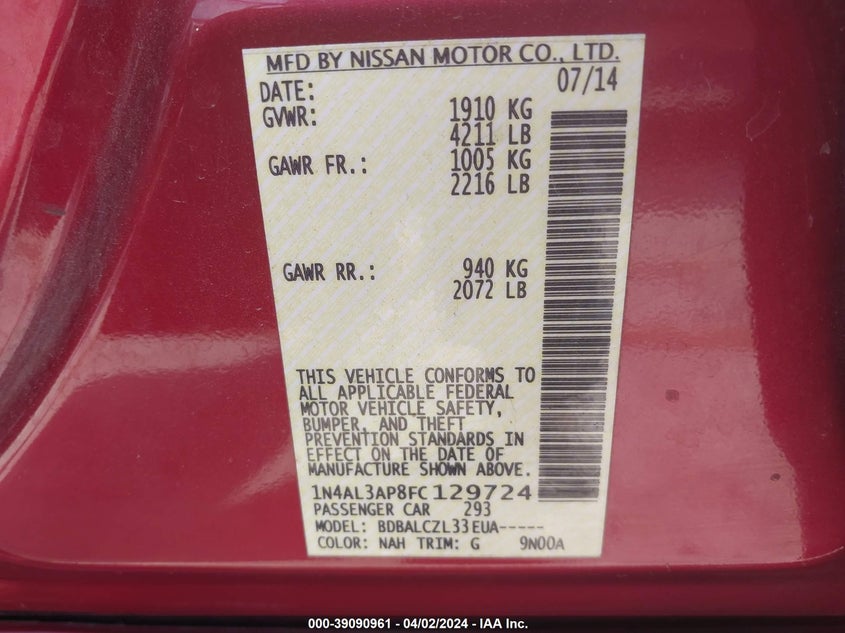 MFD BY NISSAN MOTOR CO., LTD.
DATE: 07/14
GVWR: 1910 KG
4211 LB
GAWR FR.: 1005 KG
2216 LB
GAWR RR.: 940 KG
2072 LB
THIS VEHICLE CONFORMS TO
ALL APPLICABLE FEDERAL
MOTOR VEHICLE SAFETY,
BUMPER, AND THEFT
PREVENTION STANDARDS IN
EFFECT ON THE DATE OF
MANUFACTURE SHOWN ABOVE.
1N4AL3AP8FC129724
PASSENGER CAR 293
MODEL: BDBALCZL33EUA-----
COLOR: NAH TRIM: G 9N00A
000-39090961 - 04/02/2024 - IAA Inc.